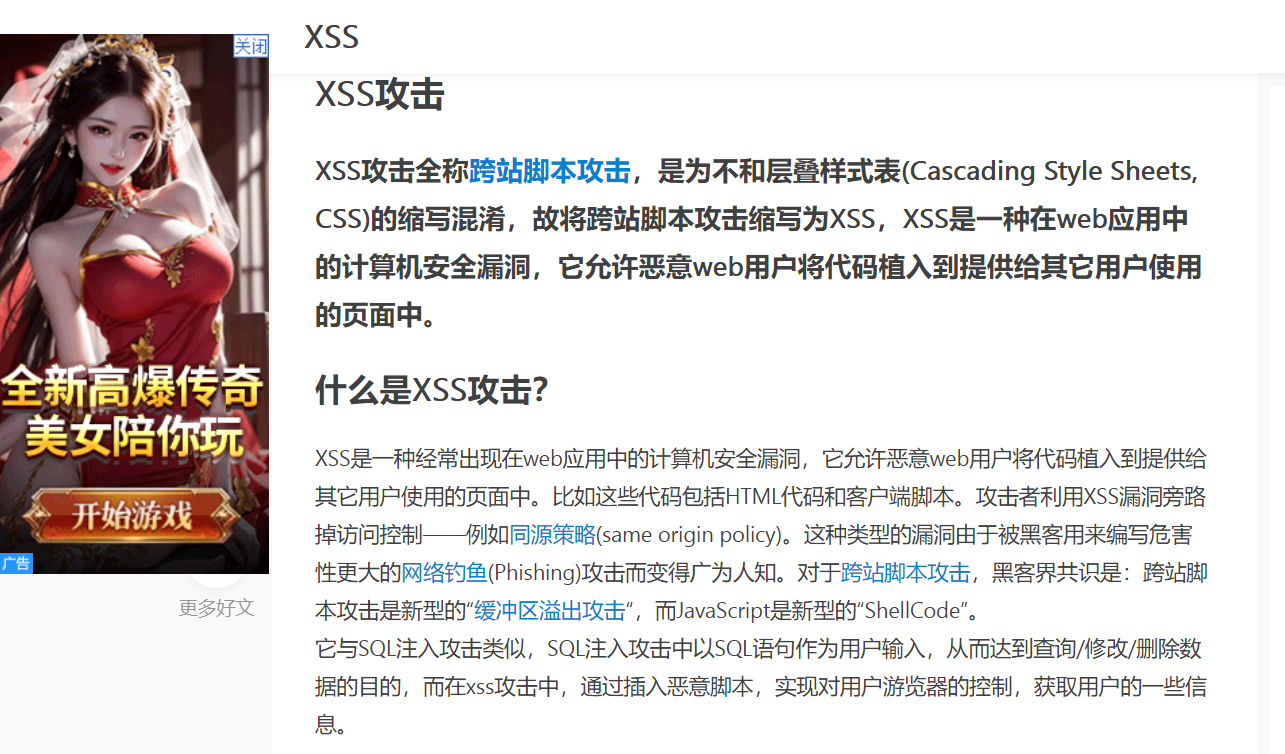 XSS
关闭
XSS攻击
XSS攻击全称跨站脚本攻击，是为不和层叠样式表(Cascading Style Sheets,
CSS)的缩写混淆，故将跨站脚本攻击缩写为XSS，XSS是一种在web应用中
的计算机安全漏洞，它允许恶意web用户将代码植入到提供给其它用户使用
的页面中。
什么是XSS攻击?
XSS是一种经常出现在web应用中的计算机安全漏洞，它允许恶意web用户将代码植入到提供给
其它用户使用的页面中。比如这些代码包括HTML代码和客户端脚本。攻击者利用XSS漏洞旁路
掉访问控制——例如同源策略(same origin policy)。这种类型的漏洞由于被黑客用来编写危害
性更大的网络钓鱼(Phishing)攻击而变得广为人知。对于跨站脚本攻击，黑客界共识是：跨站脚
本攻击是新型的“缓冲区溢出攻击“，而JavaScript是新型的“ShellCode”。
它与SQL注入攻击类似，SQL注入攻击中以SQL语句作为用户输入，从而达到查询/修改/删除数
据的目的，而在xss攻击中，通过插入恶意脚本，实现对用户游览器的控制，获取用户的一些信
息。
全新高爆传奇
美女陪你玩
开始游戏
广告
更多好文